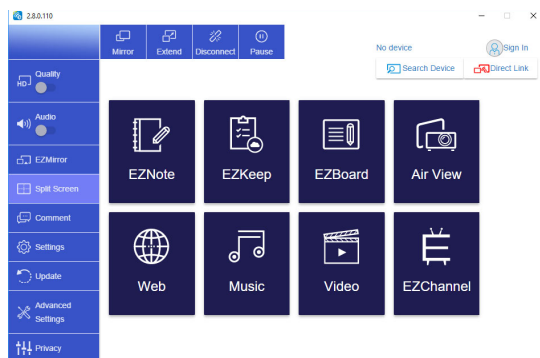 2.8.0.110
Mirror Extend Disconnect Pause
No device
Sign In
Search Device Direct Link
HD Quality
Audio
EZMirror
Split Screen
Comment
Settings
Update
Advanced
Settings
Privacy
EZNote EZKeep EZBoard Air View
Web Music Video EZChannel